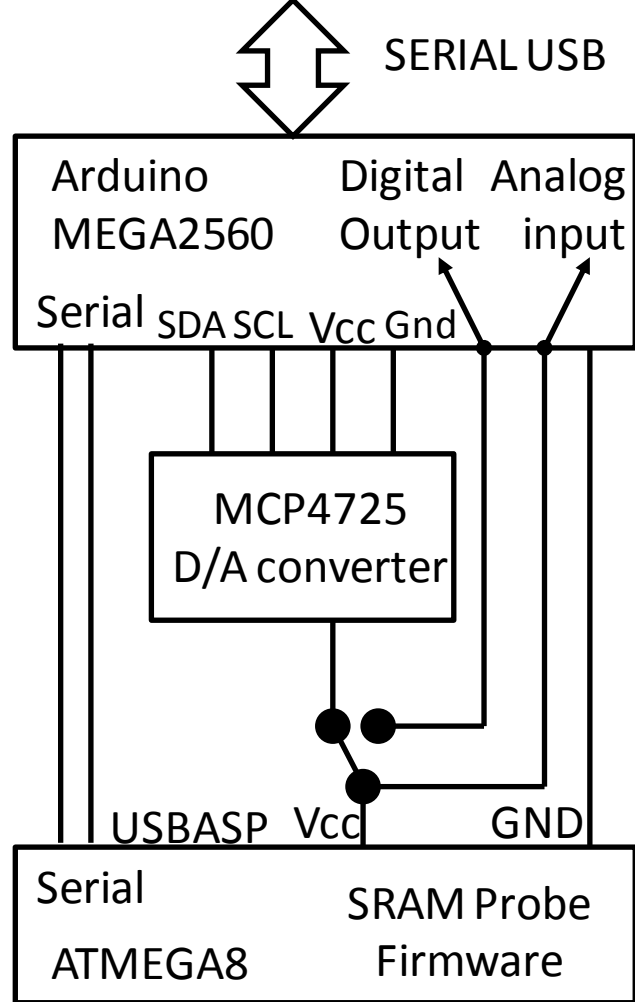 SERIAL USB
Arduino
MEGA2560
Digital
Output
Analog
input
Serial
SDA SCL Vcc Gnd
MCP4725
D/A converter
USBASP Vcc GND
Serial
ATMEGA8
SRAM Probe
Firmware